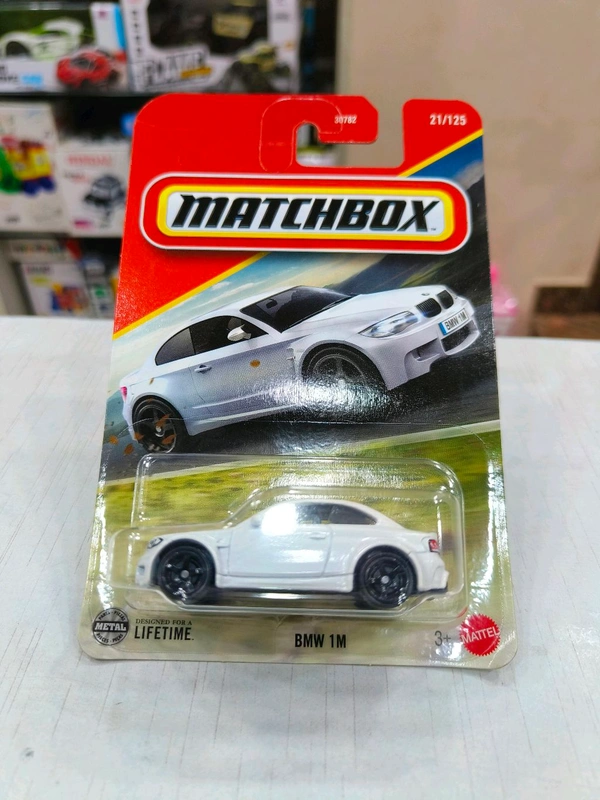 30782
21/125
MATCHBOX
BMW 1M
METAL
DESIGNED FOR A
LIFETIME.
BMW 1M
3+
MATTEL